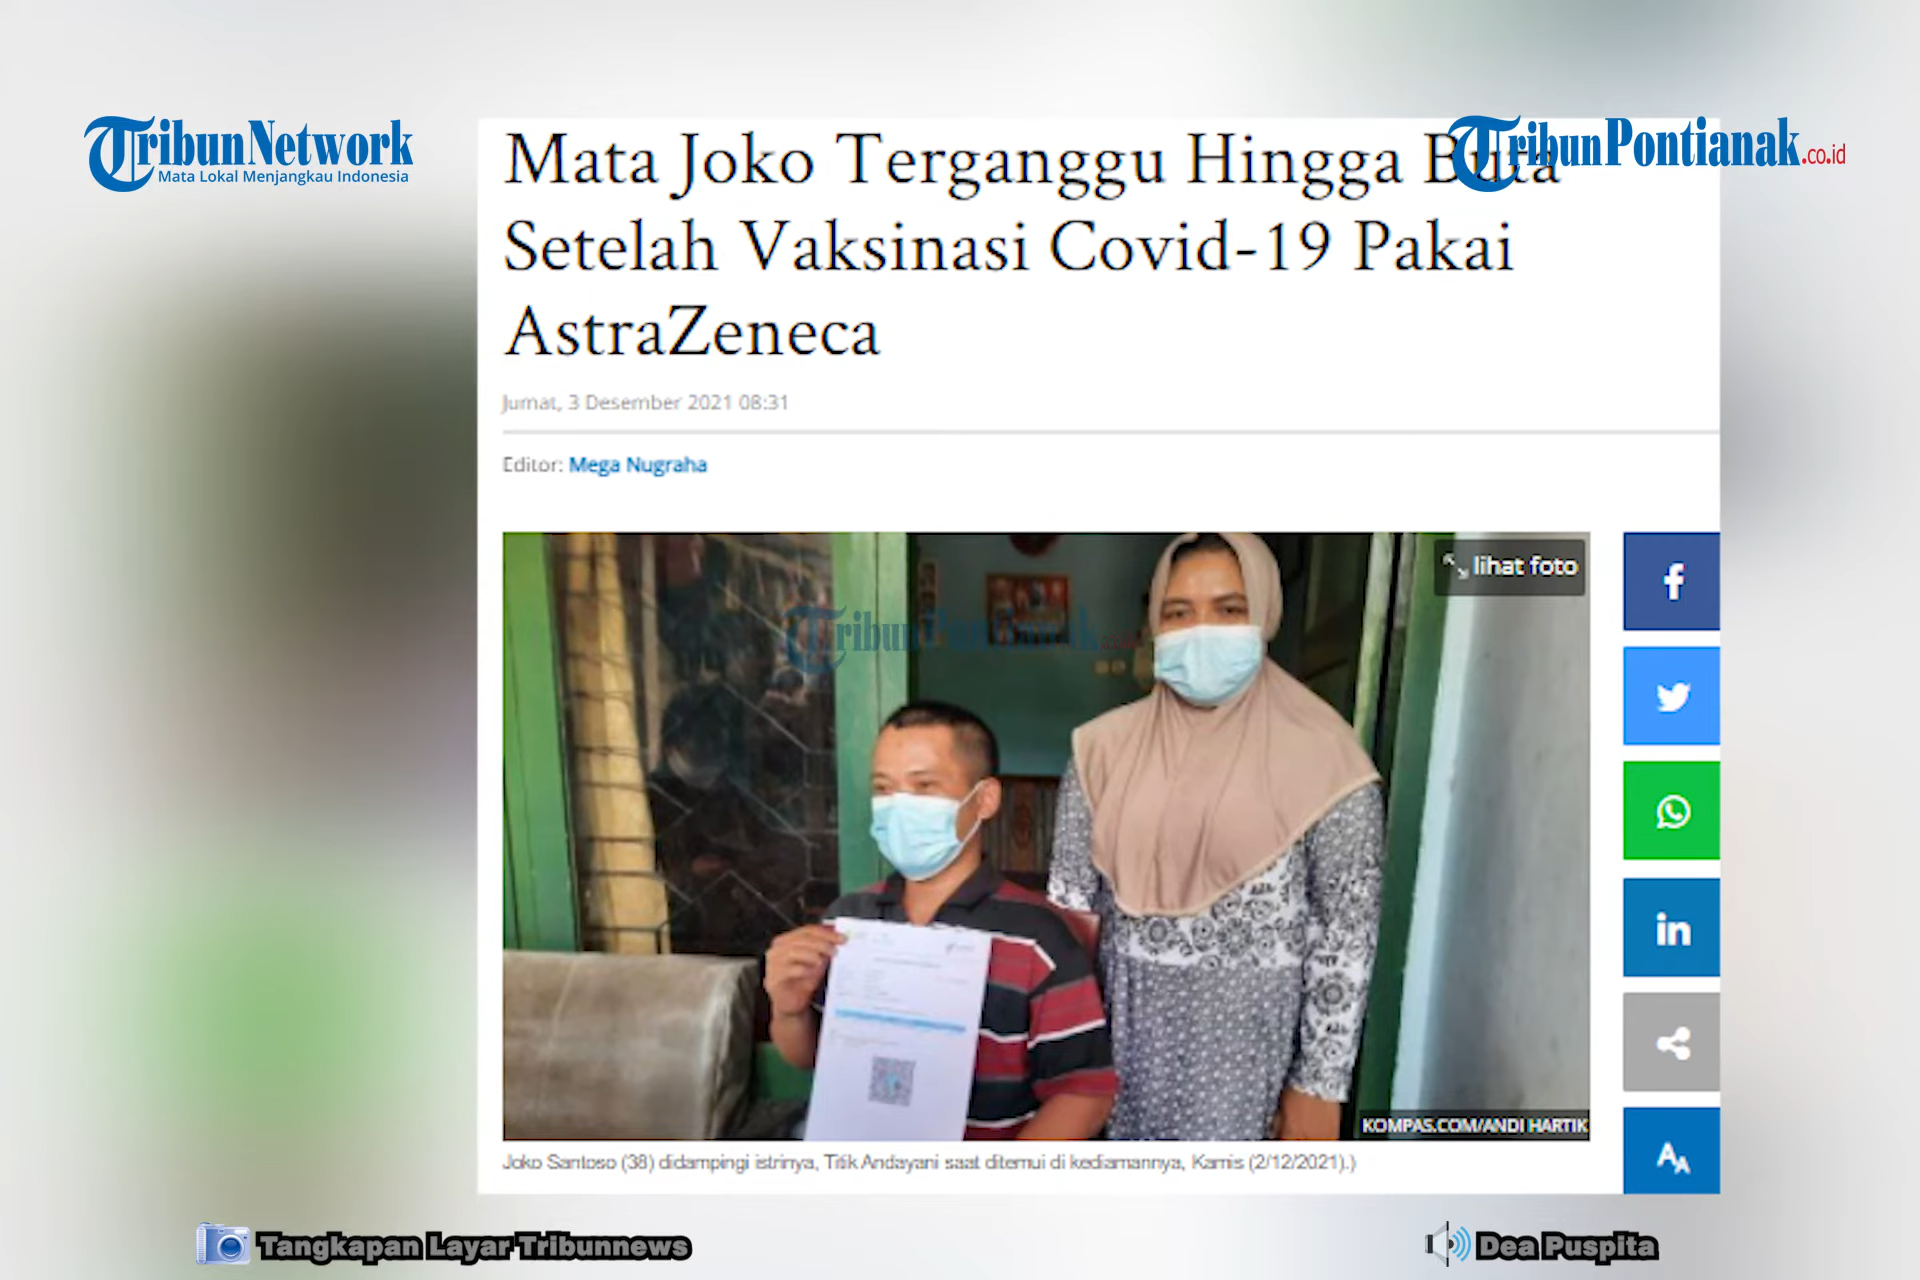 TribunNetwork
Mata Lokal Menjangkau Indonesia
TribunPontianak.co.id
Mata Joko Terganggu Hingga Buta
Setelah Vaksinasi Covid-19 Pakai
AstraZeneca
Jumat, 3 Desember 2021 08:31
Editor: Mega Nugraha
lihat foto
TribunPontianak
KOMPAS.COM/ANDI HARTIK
Joko Santoso (38) didampingi istrinya, Titik Andayani saat ditemui di kediamannya, Kamis (2/12/2021).)
Tangkapan Layar Tribunnews
Dea Puspita